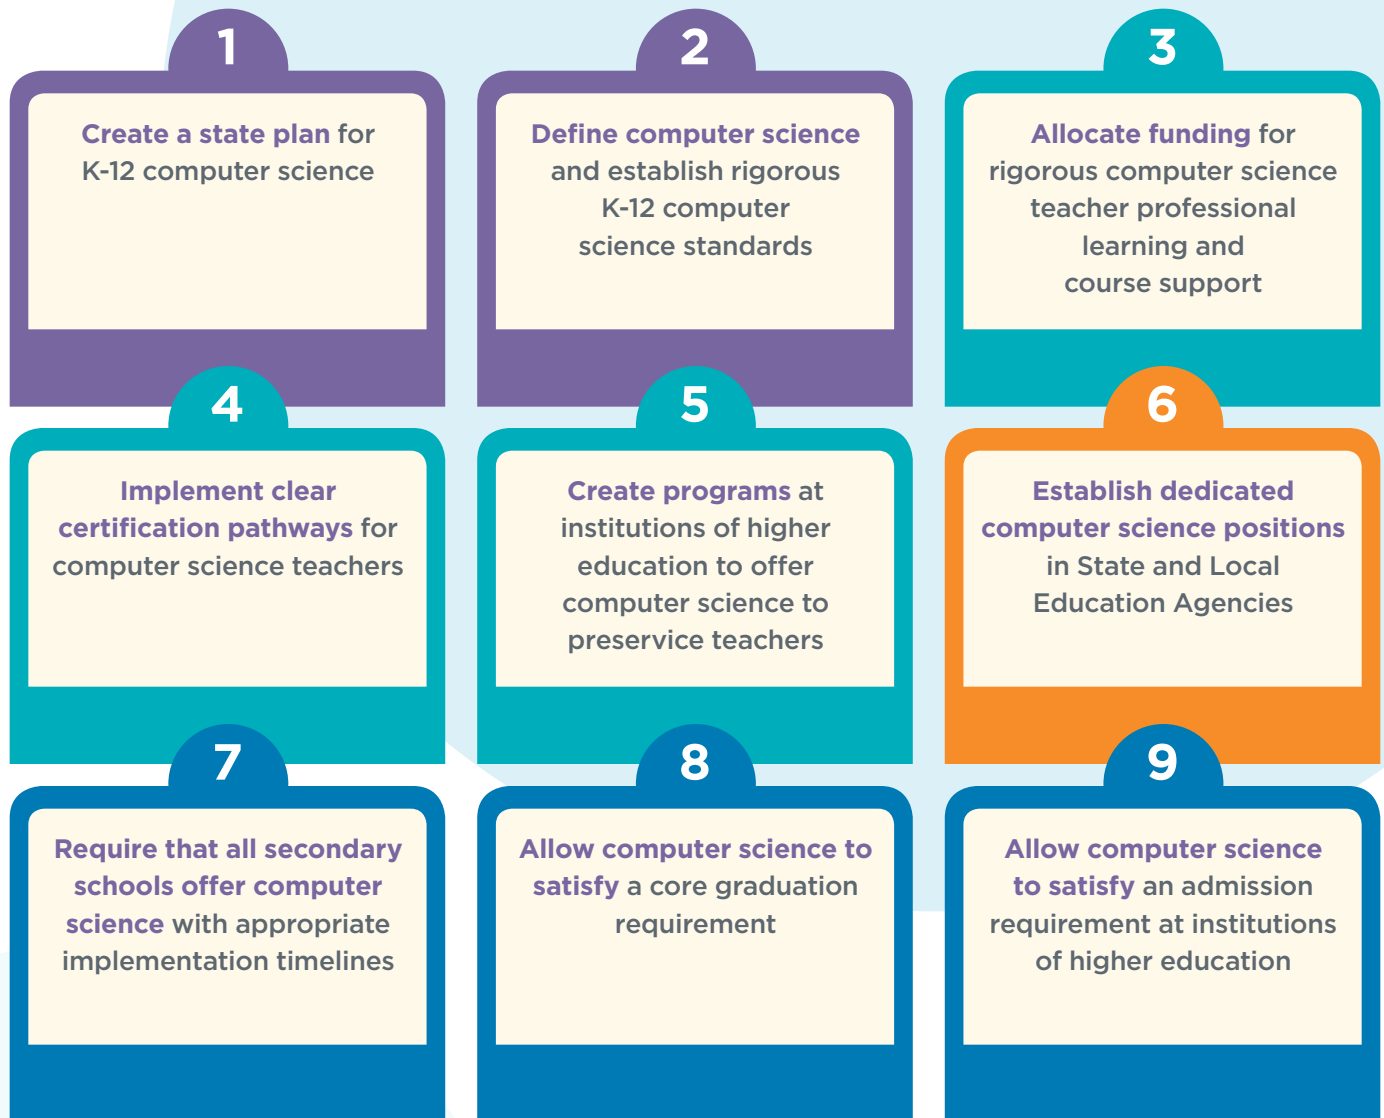 1
Create a state plan for
K-12 computer science
2
Define computer science
and establish rigorous
K-12 computer
science standards
3
Allocate funding for
rigorous computer science
teacher professional
learning and
course support
4
Implement clear
certification pathways for
computer science teachers
5
Create programs at
institutions of higher
education to offer
computer science to
preservice teachers
6
Establish dedicated
computer science positions
in State and Local
Education Agencies
7
Require that all secondary
schools offer computer
science with appropriate
implementation timelines
8
Allow computer science to
satisfy a core graduation
requirement
9
Allow computer science
to satisfy an admission
requirement at institutions
of higher education